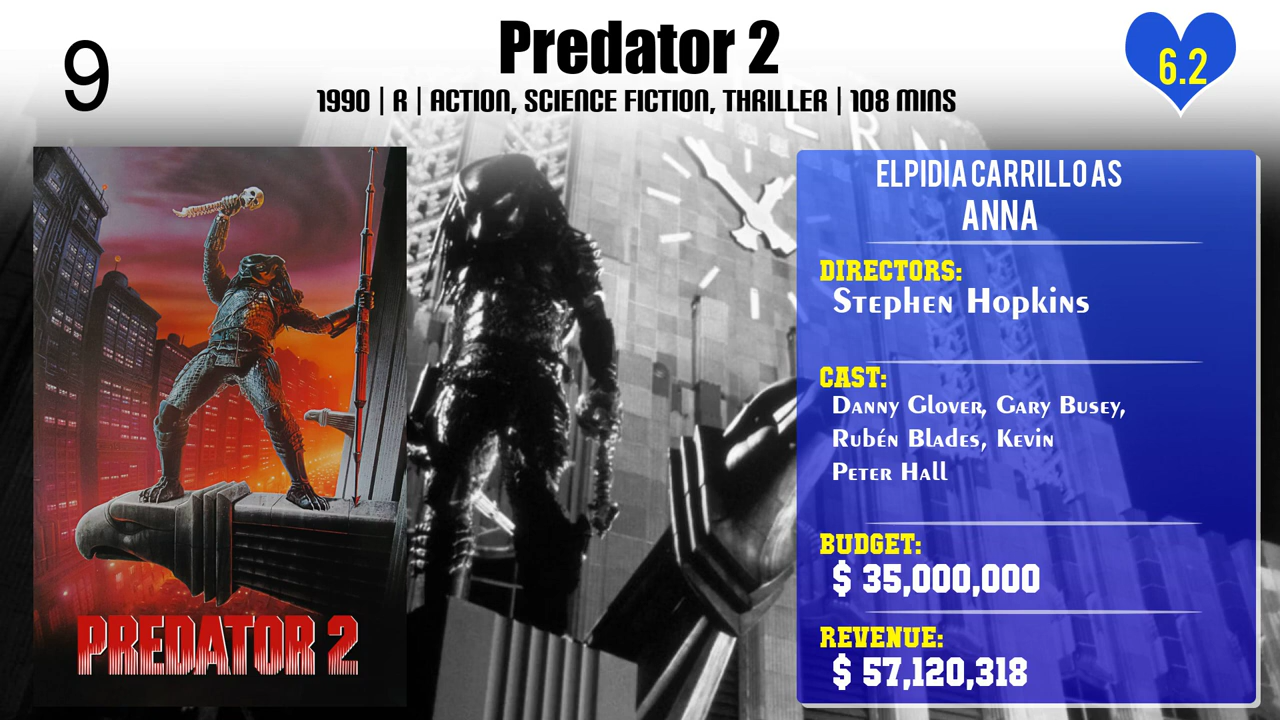 9
Predator 2
6.2
1990 | R | ACTION, SCIENCE FICTION, THRILLER | 108 MINS
PREDATOR 2
ELPIDIA CARRILLO AS
ANNA
DIRECTORS:
Stephen Hopkins
CAST:
Danny Glover, Gary Busey,
Rubén Blades, Kevin
Peter Hall
BUDGET:
$ 35,000,000
REVENUE:
$ 57,120,318